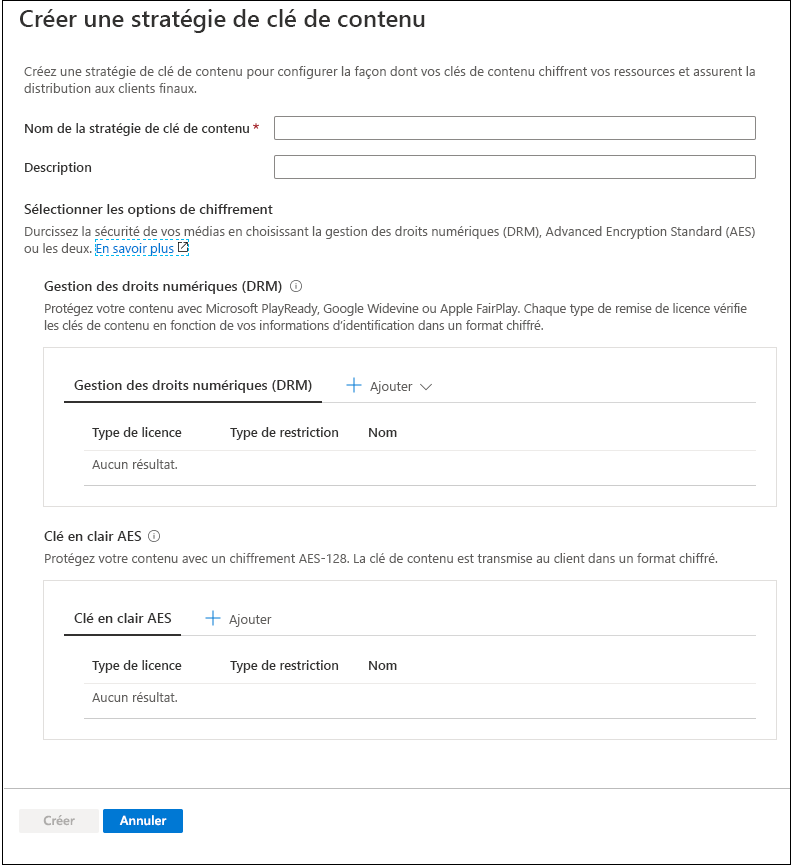 Créer une stratégie de clé de contenu
Créez une stratégie de clé de contenu pour configurer la façon dont vos clés de contenu chiffrent vos ressources et assurent la
distribution aux clients finaux.
Nom de la stratégie de clé de contenu *
Description
Sélectionner les options de chiffrement
Durcissez la sécurité de vos médias en choisissant la gestion des droits numériques (DRM), Advanced Encryption Standard (AES)
ou les deux. En savoir plus
Gestion des droits numériques (DRM)
Protégez votre contenu avec Microsoft PlayReady, Google Widevine ou Apple FairPlay. Chaque type de remise de licence vérifie
les clés de contenu en fonction de vos informations d'identification dans un format chiffré.
Gestion des droits numériques (DRM) Ajouter
Type de licence Type de restriction Nom
Aucun résultat.
Clé en clair AES
Protégez votre contenu avec un chiffrement AES-128. La clé de contenu est transmise au client dans un format chiffré.
Clé en clair AES Ajouter
Type de licence Type de restriction Nom
Aucun résultat.
Créer Annuler